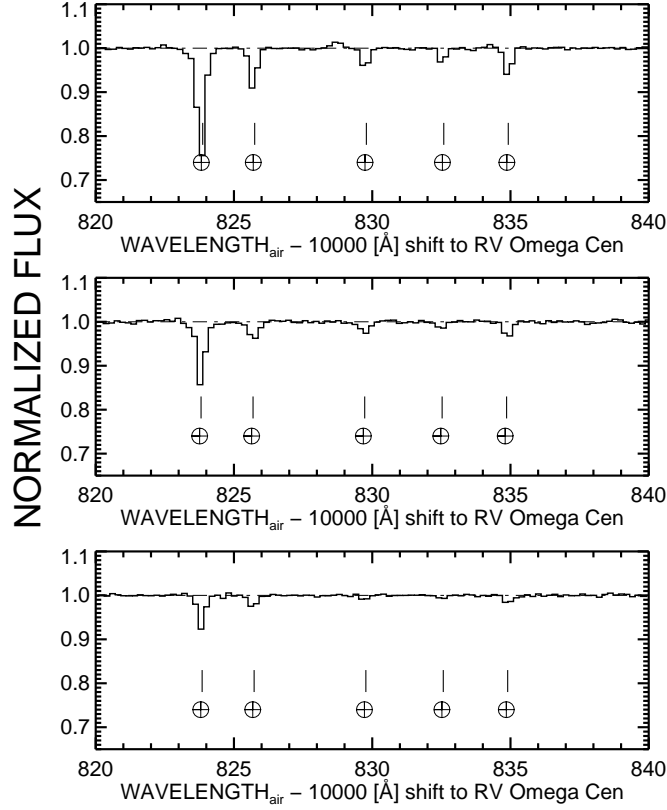 NORMALIZED FLUX
1.1
1.0
0.9
0.8
0.7
820 825 830 835 840
WAVELENGTHair – 10000 [Å] shift to RV Omega Cen
1.1
1.0
0.9
0.8
0.7
820 825 830 835 840
WAVELENGTHair – 10000 [Å] shift to RV Omega Cen
1.1
1.0
0.9
0.8
0.7
820 825 830 835 840
WAVELENGTHair – 10000 [Å] shift to RV Omega Cen